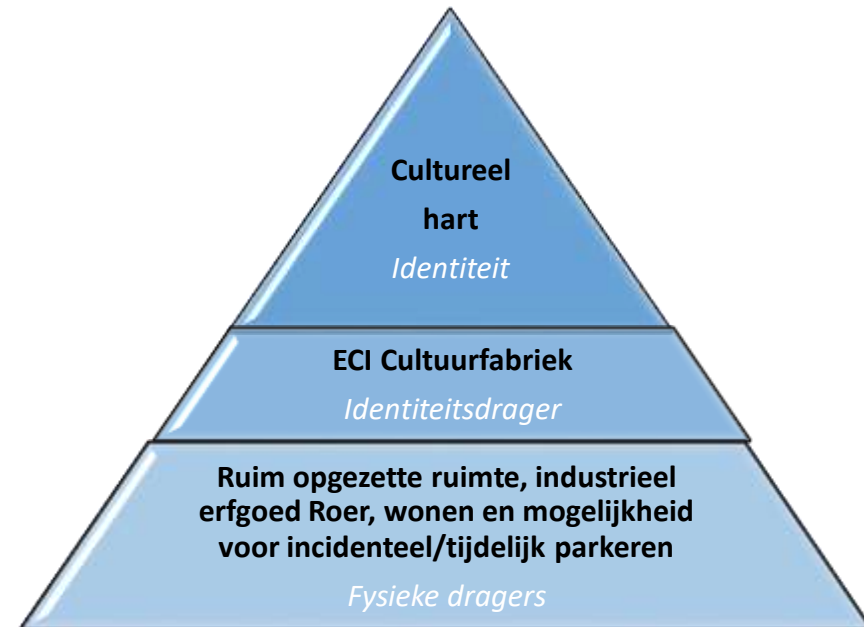 Cultureel
hart
Identiteit
ECI Cultuurfabriek
Identiteitsdrager
Ruim opgezette ruimte, industrieel
erfgoed Roer, wonen en mogelijkheid
voor incidenteel/tijdelijk parkeren
Fysieke dragers